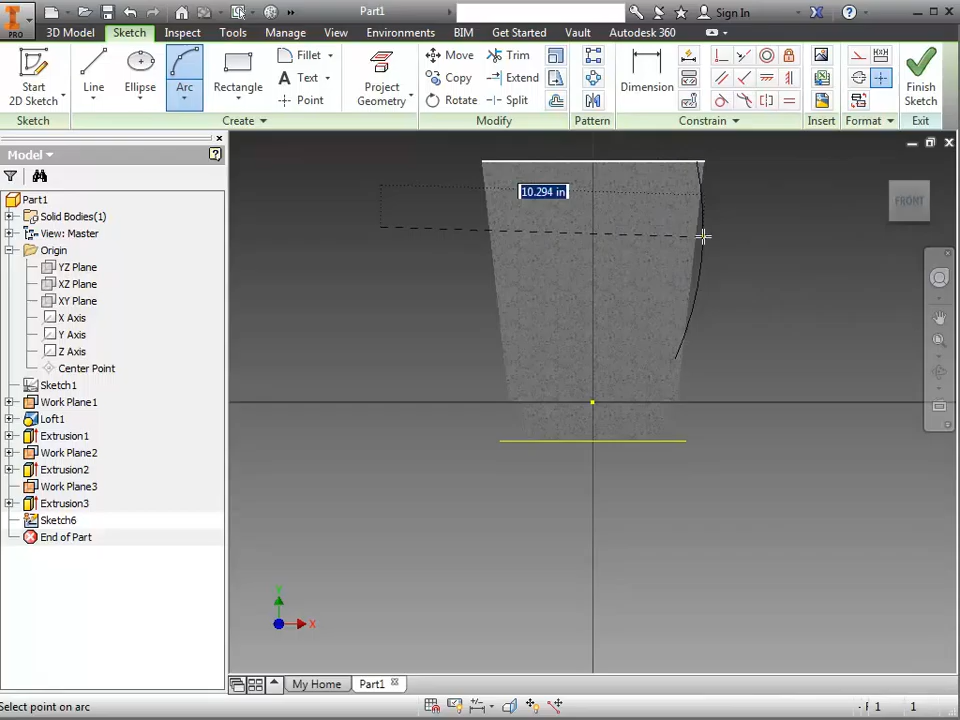 Part1
Sign In
PRO
3D Model
Sketch
Inspect
Tools
Manage
View
Environments
BIM
Get Started
Vault
Autodesk 360
Start
2D Sketch
Line
Ellipse
Arc
Rectangle
Fillet
Text
Point
Project
Geometry
Move
Copy
Rotate
Trim
Extend
Split
Dimension
Finish
Sketch
Sketch
Create
Modify
Pattern
Constrain
Insert
Format
Exit
Model
Part1
Solid Bodies(1)
View: Master
Origin
YZ Plane
XZ Plane
XY Plane
X Axis
Y Axis
Z Axis
Center Point
Sketch1
Work Plane1
Loft1
Extrusion1
Work Plane2
Extrusion2
Work Plane3
Extrusion3
Sketch6
End of Part
10.294 in
FRONT
Y
X
My Home
Part1
Select point on arc
1
1